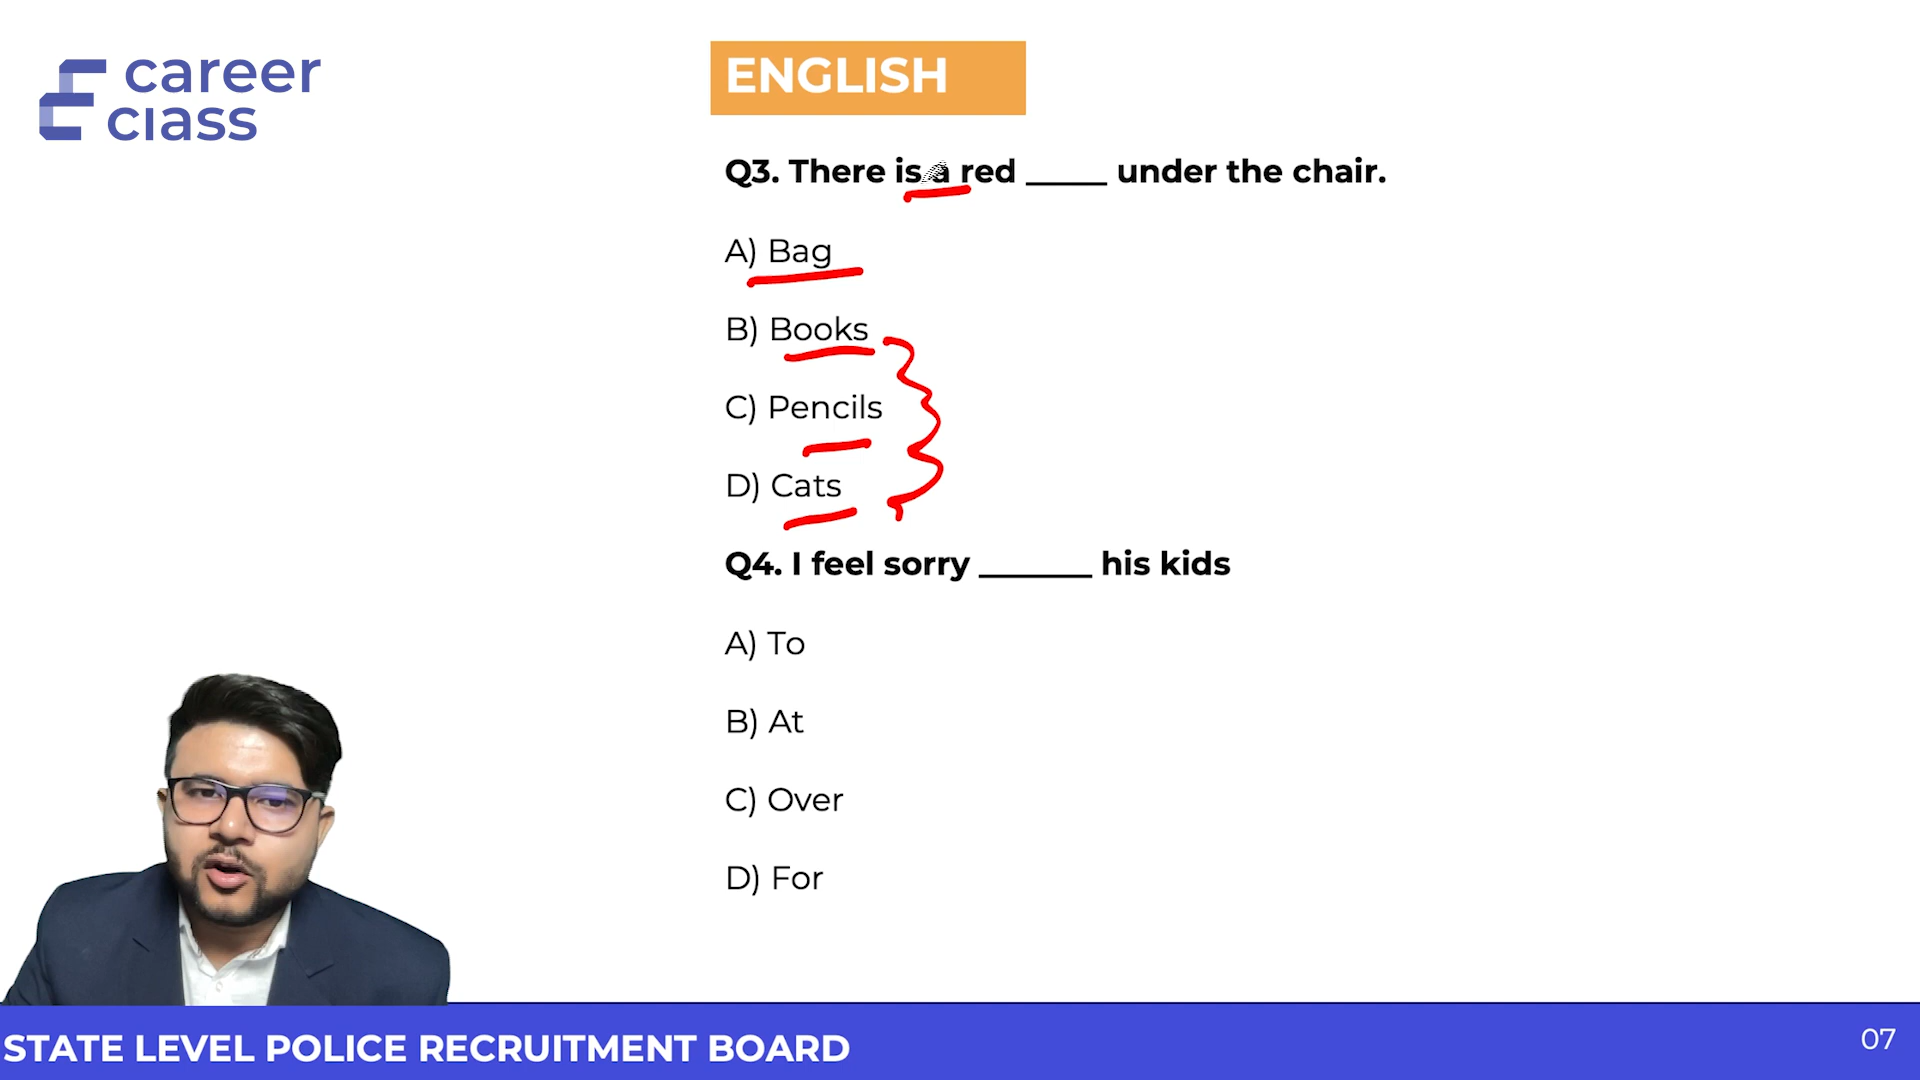 career
class
ENGLISH
Q3. There is a red _____ under the chair.
A) Bag
B) Books
C) Pencils
D) Cats
Q4. I feel sorry _______ his kids
A) To
B) At
C) Over
D) For
STATE LEVEL POLICE RECRUITMENT BOARD
07